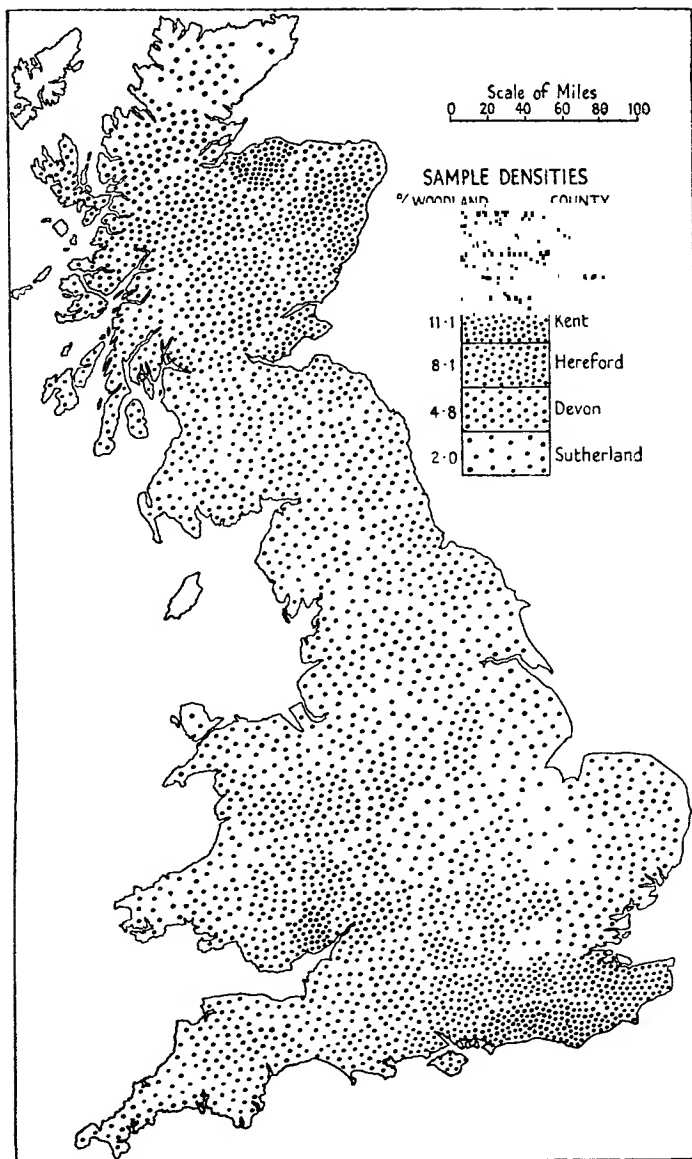 Scale of Miles
0 20 40 60 80 100
SAMPLE DENSITIES
% WOODLAND COUNTY
11·1 Kent
8·1 Hereford
4·8 Devon
2·0 Sutherland